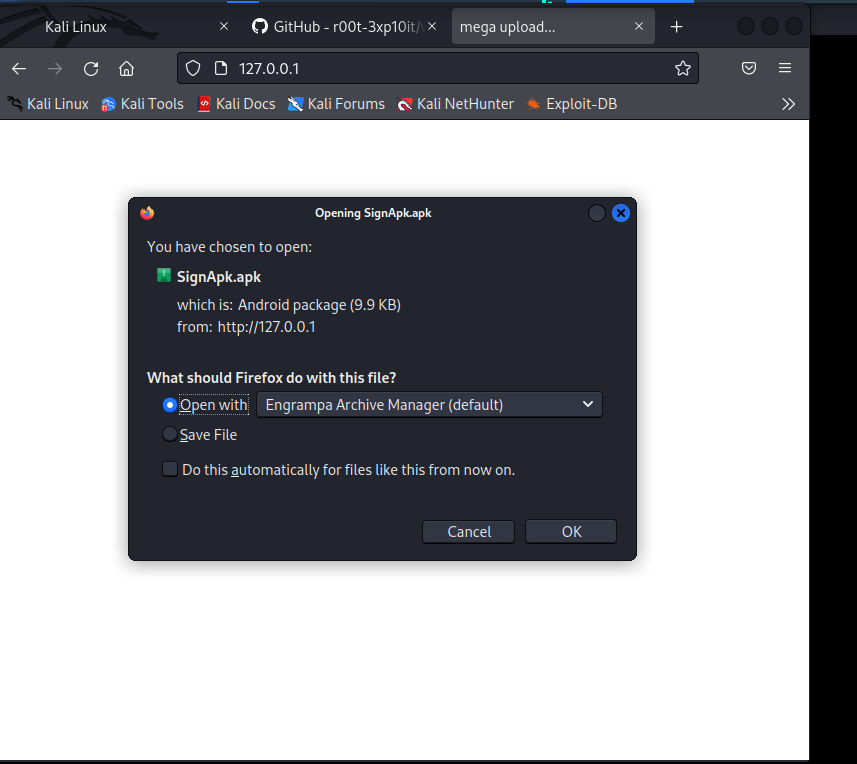 Kali Linux
GitHub - r00t-3xp10it/
mega upload...
127.0.0.1
Kali Linux
Kali Tools
Kali Docs
Kali Forums
Kali NetHunter
Exploit-DB
Opening SignApk.apk
You have chosen to open:
SignApk.apk
which is: Android package (9.9 KB)
from: http://127.0.0.1
What should Firefox do with this file?
Open with
Engrampa Archive Manager (default)
Save File
Do this automatically for files like this from now on.
Cancel
OK